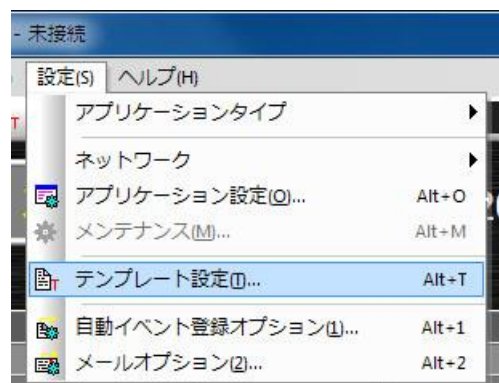 - 未接続
設定(S) ヘルプ(H)
アプリケーションタイプ
ネットワーク
アプリケーション設定(O)... Alt+O
メンテナンス(M)... Alt+M
テンプレート設定(T)... Alt+T
自動イベント登録オプション(1)... Alt+1
メールオプション(2)... Alt+2